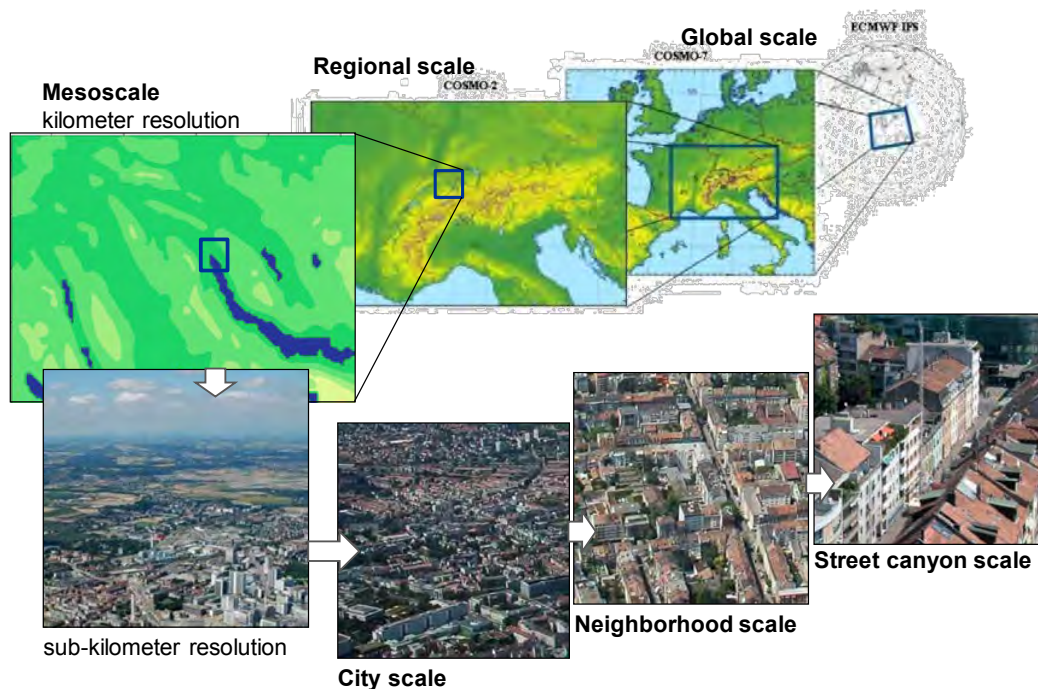 ECMWF IFS
Global scale
COSMO-7
Regional scale
COSMO-2
Mesoscale
kilometer resolution
Street canyon scale
Neighborhood scale
sub-kilometer resolution
City scale